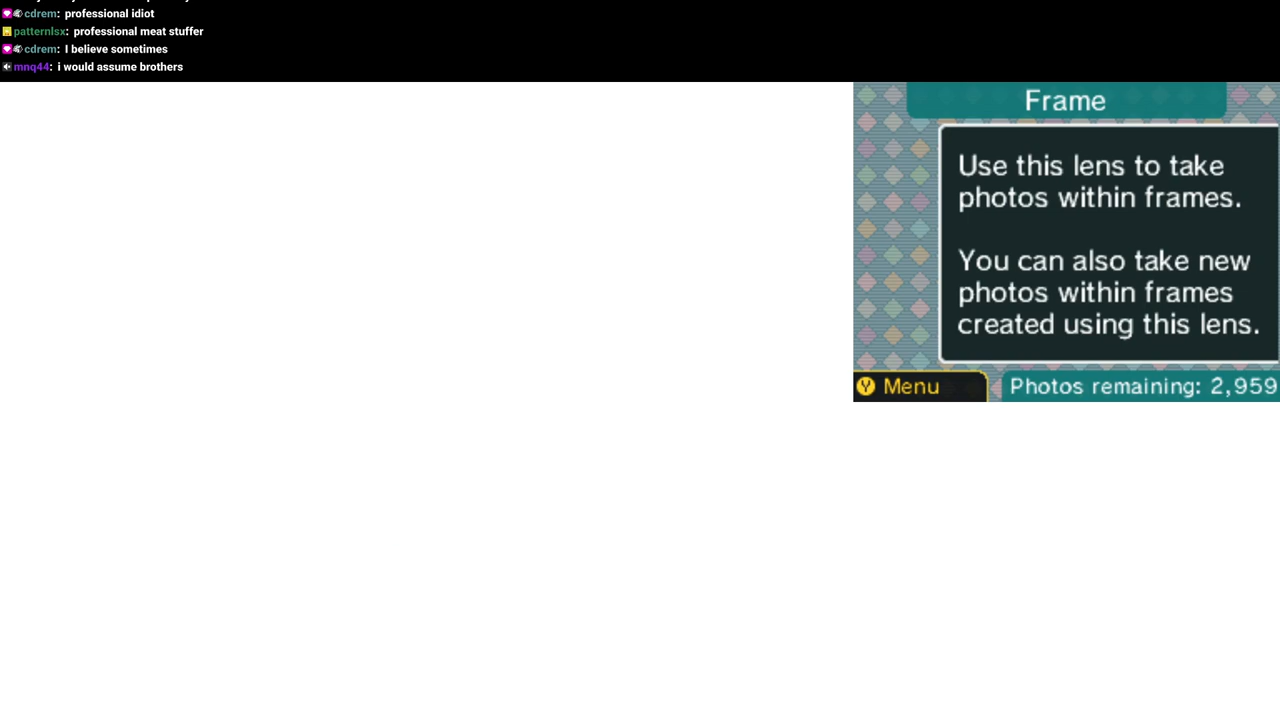 cdrem: professional idiot
patternlsx: professional meat stuffer
cdrem: I believe sometimes
mnq44: i would assume brothers
Frame
Use this lens to take
photos within frames.
You can also take new
photos within frames
created using this lens.
Y Menu
Photos remaining: 2,959